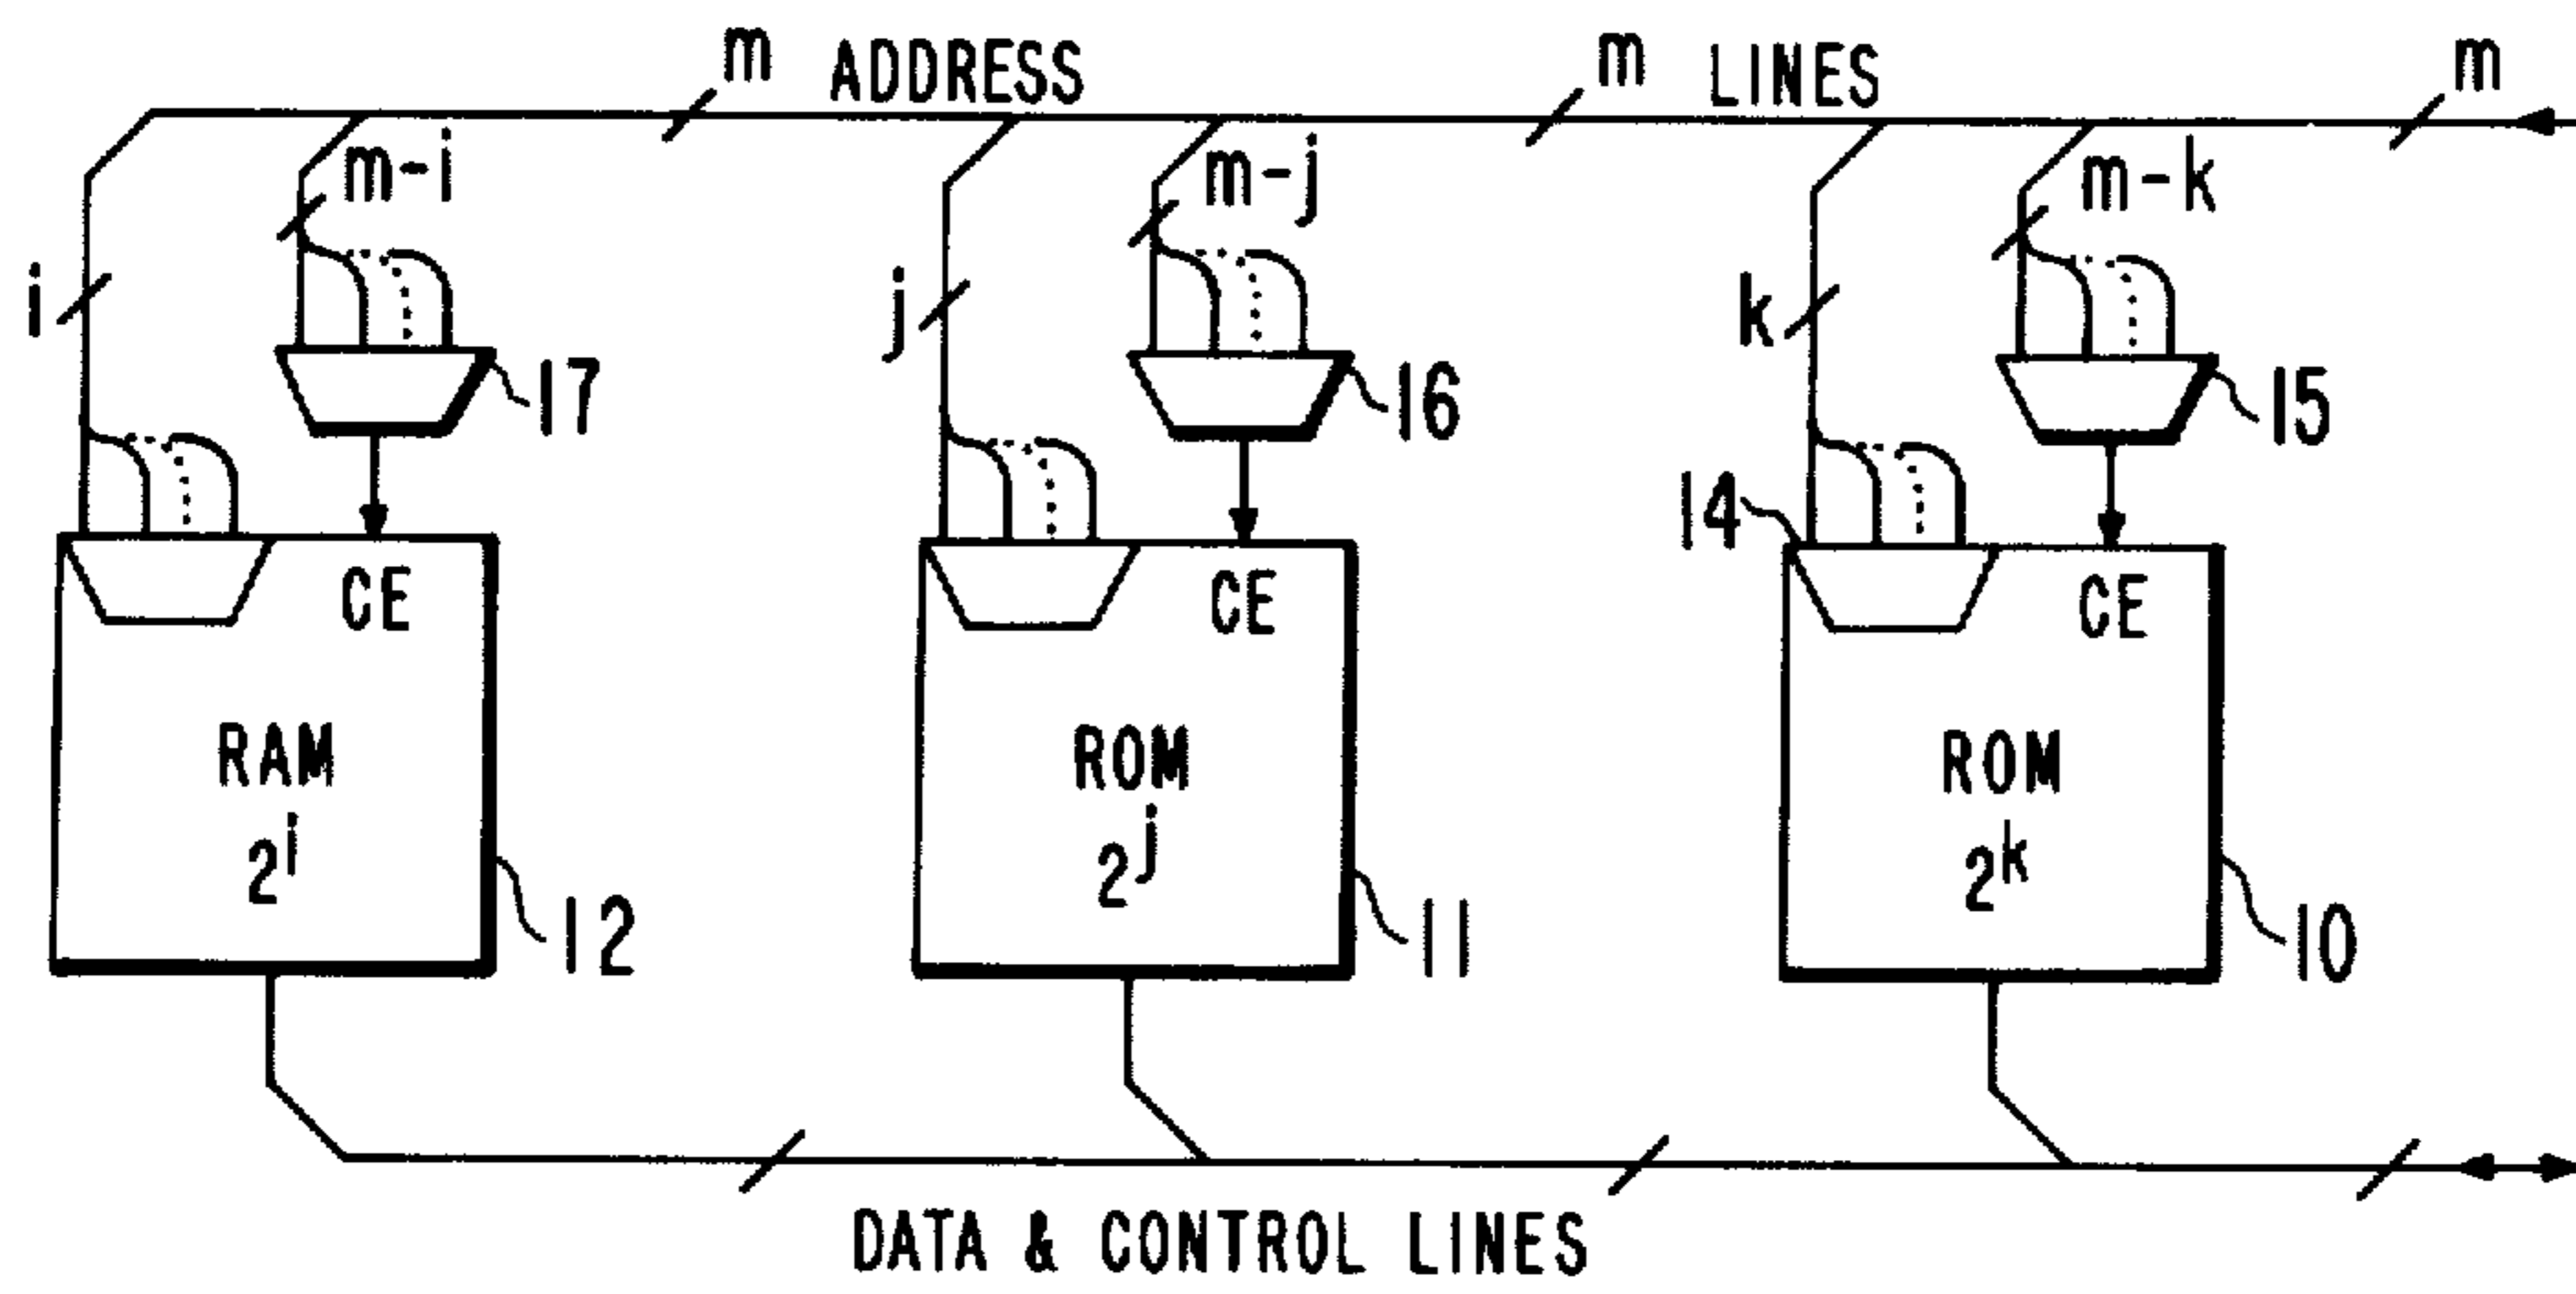 m ADDRESS m LINES m
m-i m-j m-k
i j k
17 16 15
14
CE CE CE
RAM ROM ROM
2^i 2^j 2^k
12 11 10
DATA & CONTROL LINES